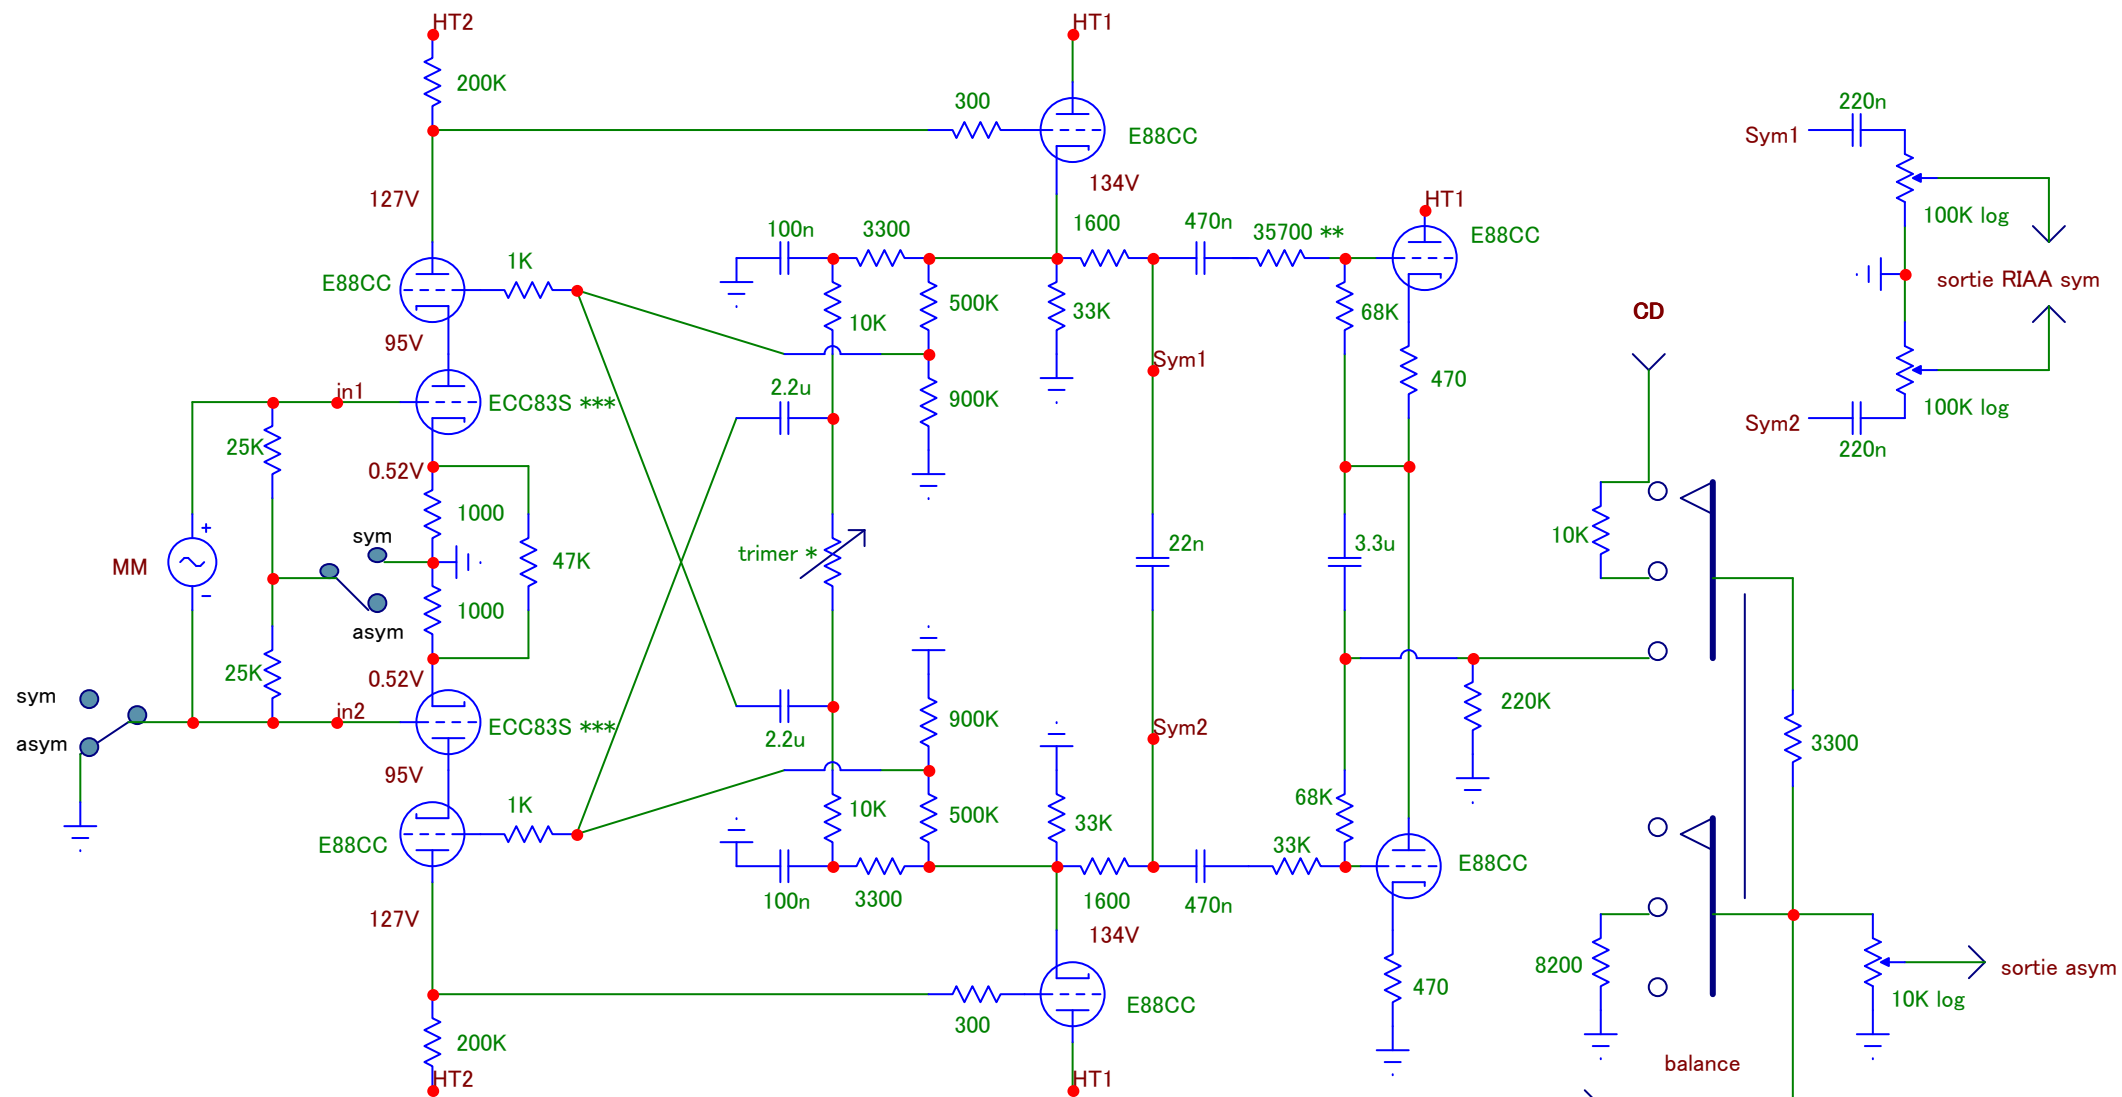 HT2
HT1
200K
300
E88CC
220n
Sym1
127V
134V
100K log
HT1
E88CC
100n
3300
1600
470n
35700 **
E88CC
1K
500K
33K
68K
sortie RIAA sym
10K
CD
95V
Sym1
in1
ECC83S ***
2.2u
900K
470
100K log
Sym2
220n
25K
0.52V
1000
sym
47K
trimer *
22n
3.3u
10K
+
MM
-
1000
asym
25K
0.52V
sym
asym
in2
ECC83S ***
2.2u
900K
Sym2
220K
3300
95V
1K
10K
500K
33K
68K
33K
E88CC
E88CC
100n
3300
1600
470n
127V
134V
8200
470
sortie asym
10K log
300
E88CC
200K
balance
HT2
HT1